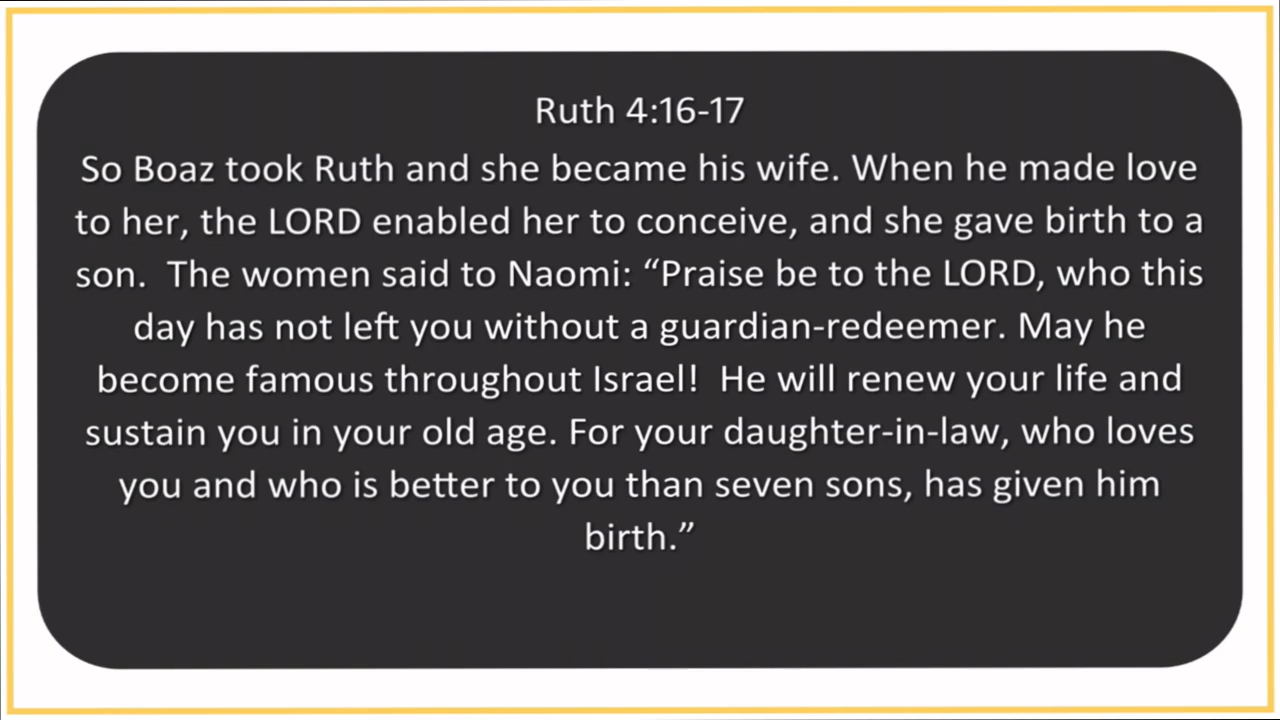 Ruth 4:16-17
So Boaz took Ruth and she became his wife. When he made love
to her, the LORD enabled her to conceive, and she gave birth to a
son.  The women said to Naomi: “Praise be to the LORD, who this
day has not left you without a guardian-redeemer. May he
become famous throughout Israel!  He will renew your life and
sustain you in your old age. For your daughter-in-law, who loves
you and who is better to you than seven sons, has given him
birth.”